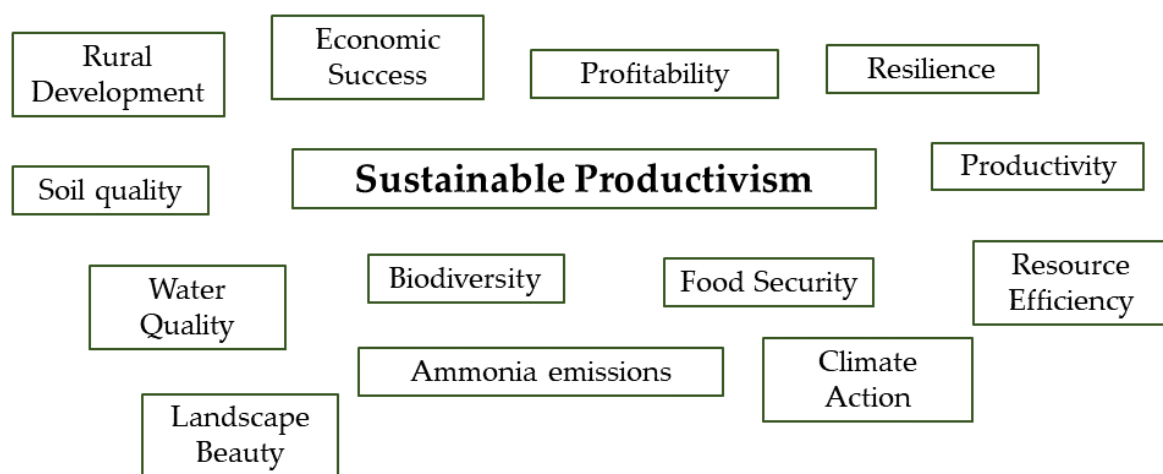 Rural
Development
Economic
Success
Profitability
Resilience
Soil quality
Sustainable Productivism
Productivity
Water
Quality
Biodiversity
Food Security
Resource
Efficiency
Ammonia emissions
Climate
Action
Landscape
Beauty